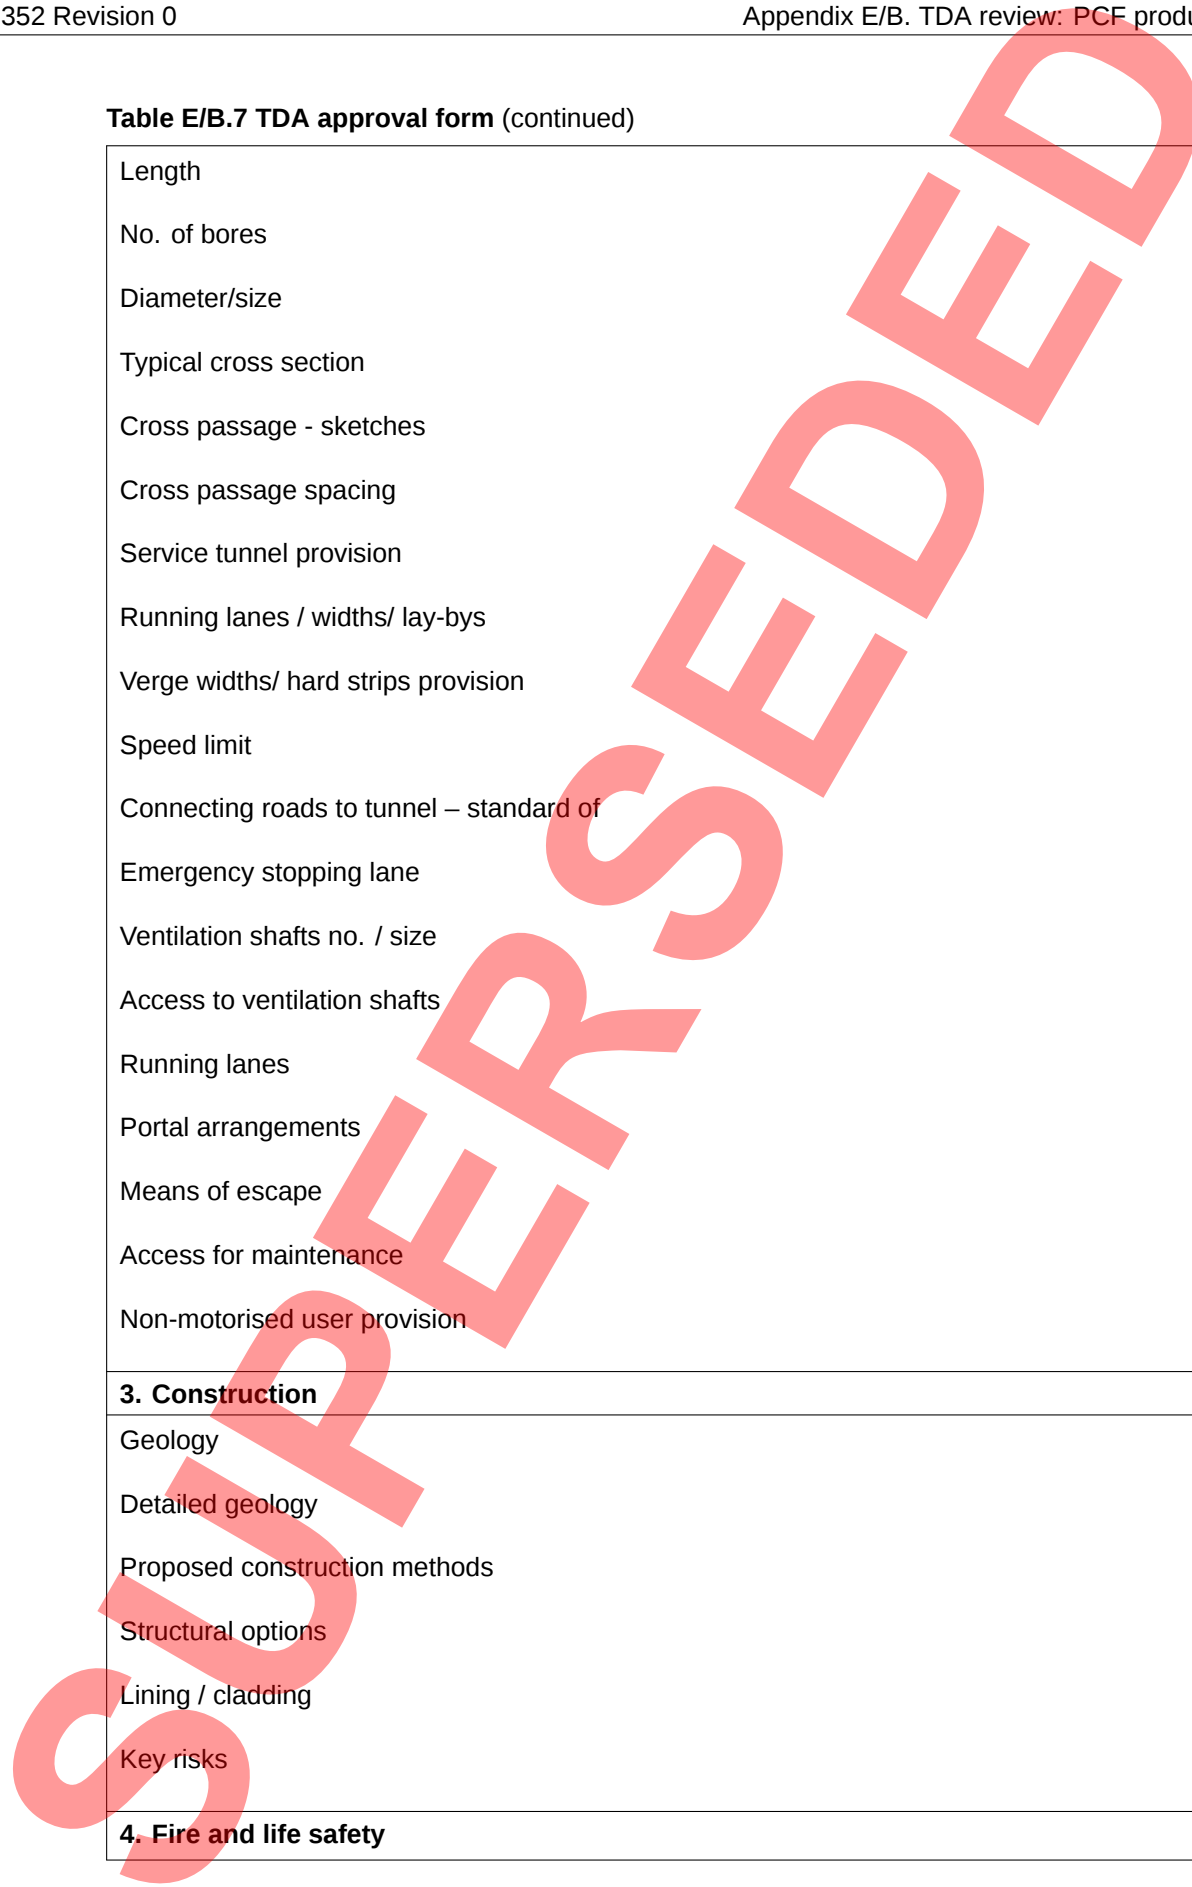 352 Revision 0
Appendix E/B. TDA review: PCF produ
Table E/B.7 TDA approval form (continued)
Length
No. of bores
Diameter/size
Typical cross section
Cross passage - sketches
Cross passage spacing
Service tunnel provision
Running lanes / widths/ lay-bys
Verge widths/ hard strips provision
Speed limit
Connecting roads to tunnel – standard of
Emergency stopping lane
Ventilation shafts no. / size
Access to ventilation shafts
Running lanes
Portal arrangements
Means of escape
Access for maintenance
Non-motorised user provision
3. Construction
Geology
Detailed geology
Proposed construction methods
Structural options
Lining / cladding
Key risks
4. Fire and life safety
SUPERSEDED